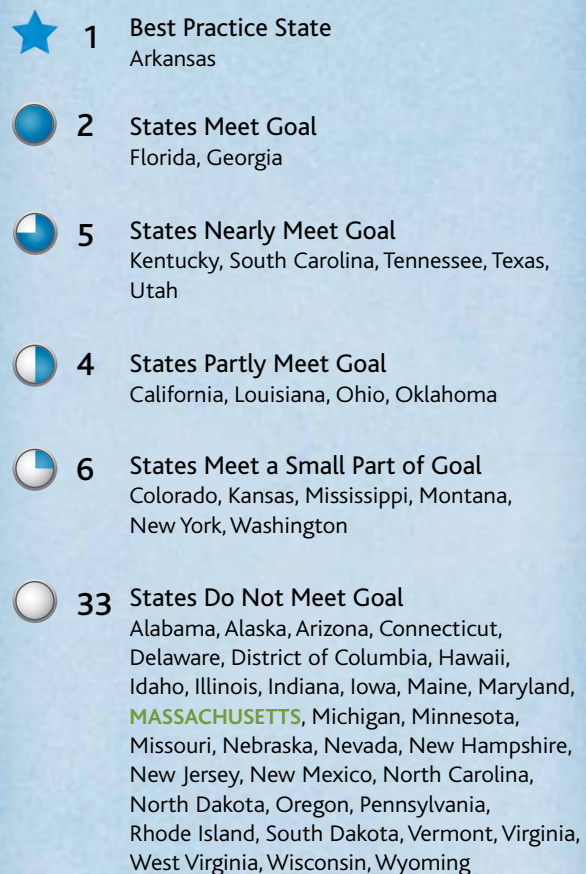 1 Best Practice State
Arkansas
2 States Meet Goal
Florida, Georgia
5 States Nearly Meet Goal
Kentucky, South Carolina, Tennessee, Texas,
Utah
4 States Partly Meet Goal
California, Louisiana, Ohio, Oklahoma
6 States Meet a Small Part of Goal
Colorado, Kansas, Mississippi, Montana,
New York, Washington
33 States Do Not Meet Goal
Alabama, Alaska, Arizona, Connecticut,
Delaware, District of Columbia, Hawaii,
Idaho, Illinois, Indiana, Iowa, Maine, Maryland,
MASSACHUSETTS, Michigan, Minnesota,
Missouri, Nebraska, Nevada, New Hampshire,
New Jersey, New Mexico, North Carolina,
North Dakota, Oregon, Pennsylvania,
Rhode Island, South Dakota, Vermont, Virginia,
West Virginia, Wisconsin, Wyoming